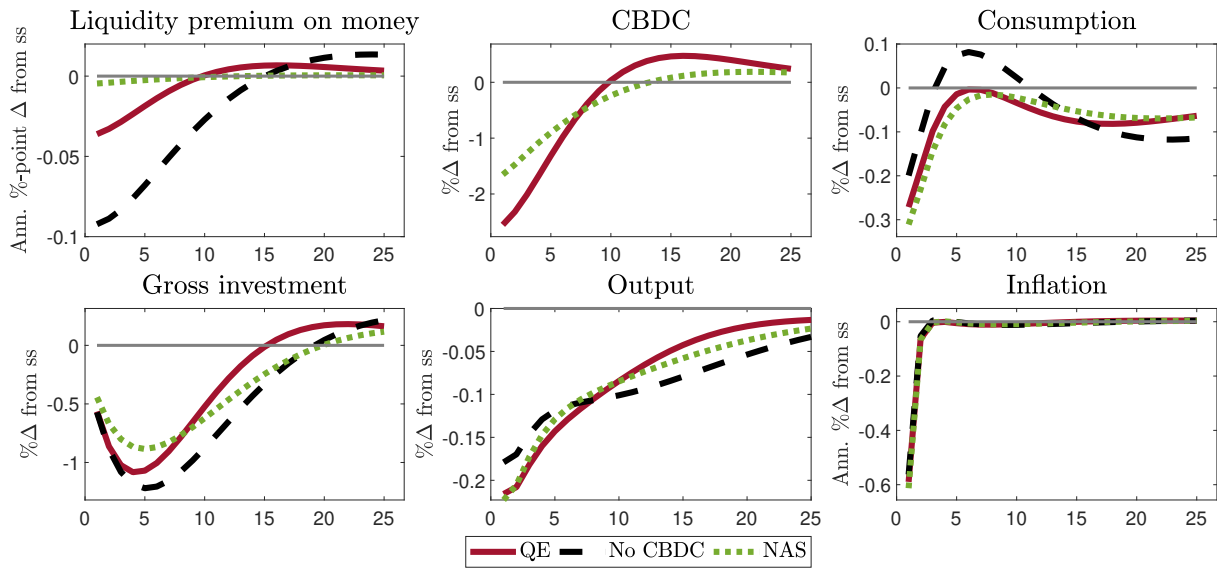 Liquidity premium on money
CBDC
Consumption
Ann. %-point Δ from ss
0
-0.05
-0.1
0 5 10 15 20 25
%Δ from ss
0
-1
-2
0 5 10 15 20 25
%Δ from ss
0.1
0
-0.1
-0.2
-0.3
0 5 10 15 20 25
Gross investment
Output
Inflation
%Δ from ss
0
-0.5
-1
0 5 10 15 20 25
%Δ from ss
0
-0.05
-0.1
-0.15
-0.2
0 5 10 15 20 25
Ann. %Δ from ss
0
-0.2
-0.4
-0.6
0 5 10 15 20 25
QE No CBDC NAS